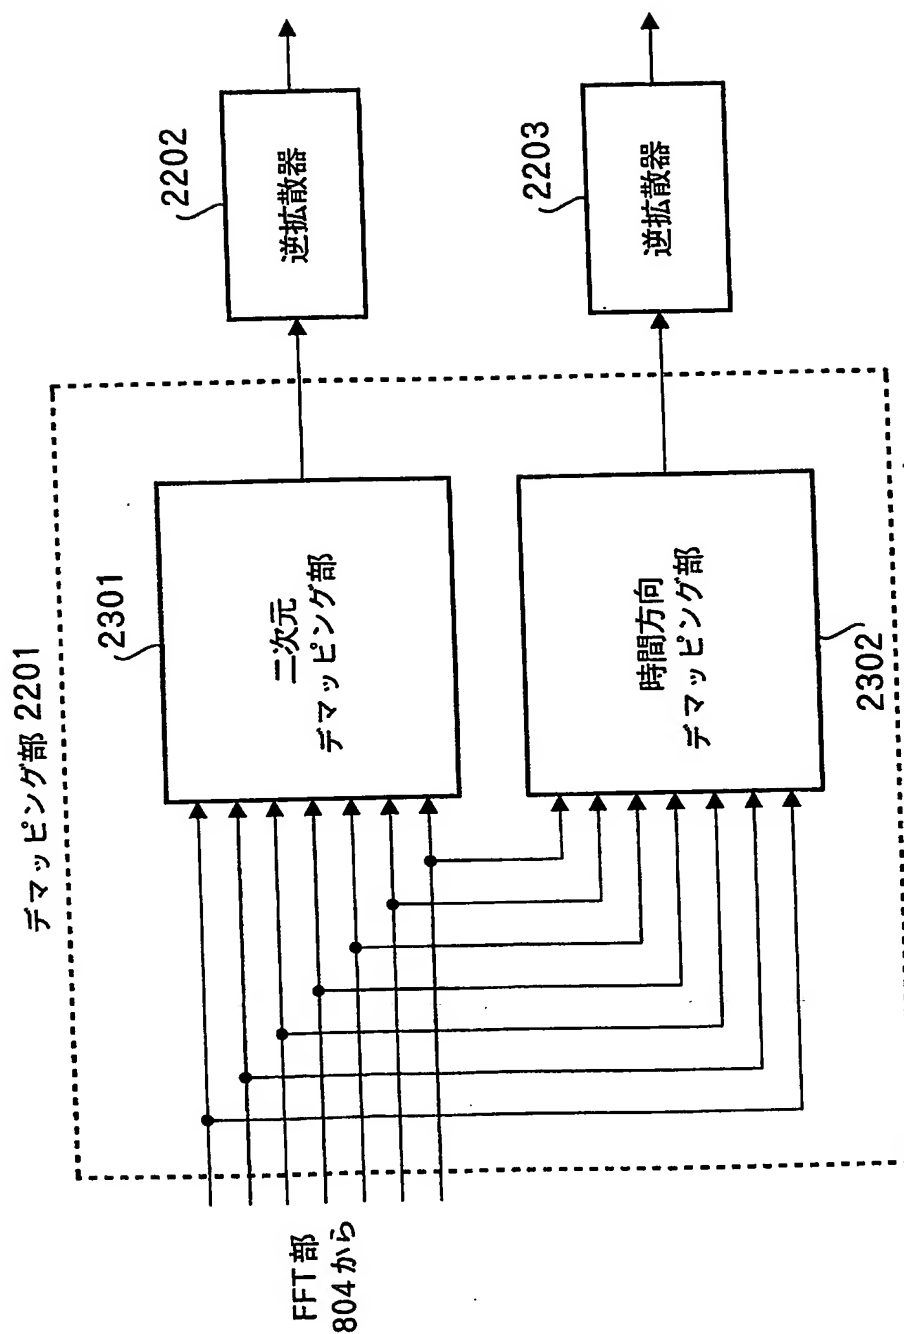 デマッピング部 2201
FFT部
804から
2301
二次元
デマッピング部
2202
逆拡散器
時間方向
デマッピング部
2302
2203
逆拡散器